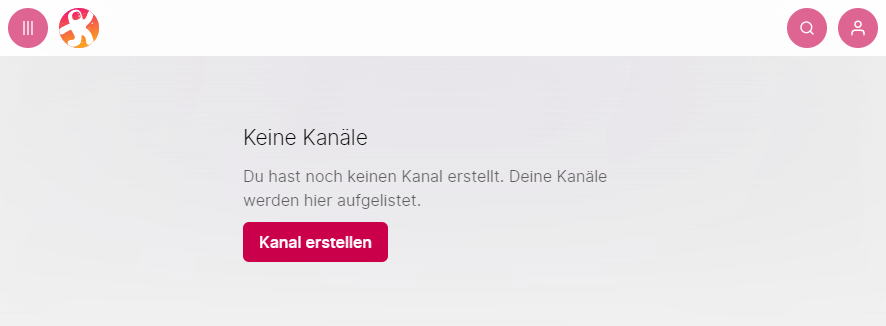 Keine Kanäle
Du hast noch keinen Kanal erstellt. Deine Kanäle
werden hier aufgelistet.
Kanal erstellen